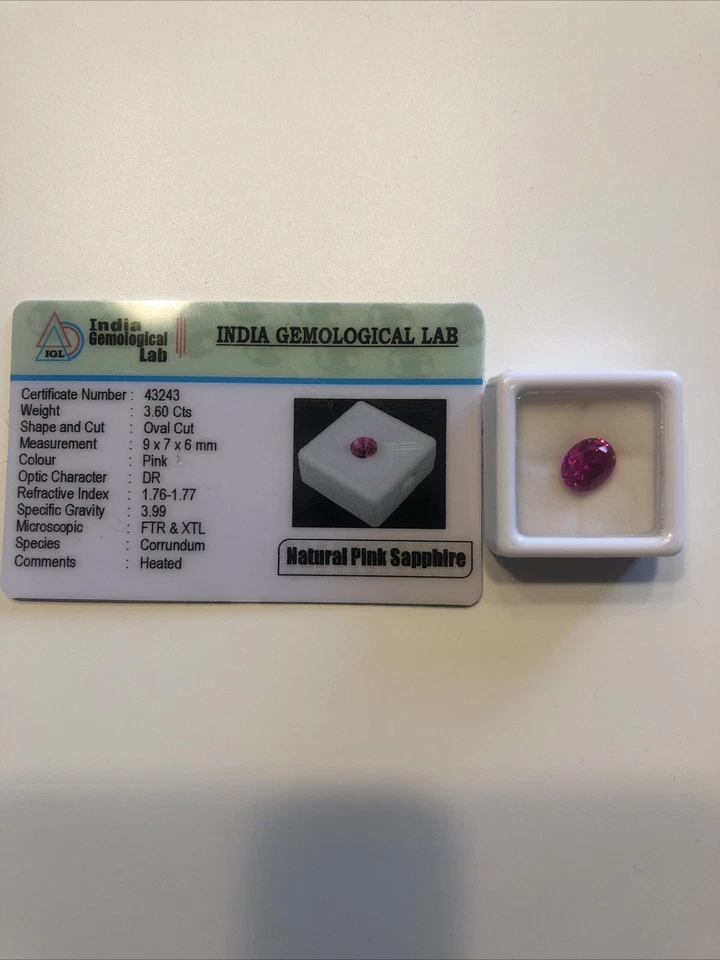 India
Gemological
Lab
IGL
INDIA GEMOLOGICAL LAB
Certificate Number : 43243
Weight : 3.60 Cts
Shape and Cut : Oval Cut
Measurement : 9 x 7 x 6 mm
Colour : Pink
Optic Character : DR
Refractive Index : 1.76-1.77
Specific Gravity : 3.99
Microscopic : FTR & XTL
Species : Corrundum
Comments : Heated
Natural Pink Sapphire